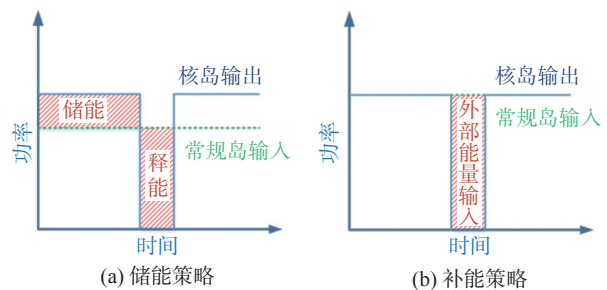 核岛输出
储能
常规岛输入
释
能
功率
时间
(a) 储能策略
核岛输出
常规岛输入
外部能量输入
功率
时间
(b) 补能策略